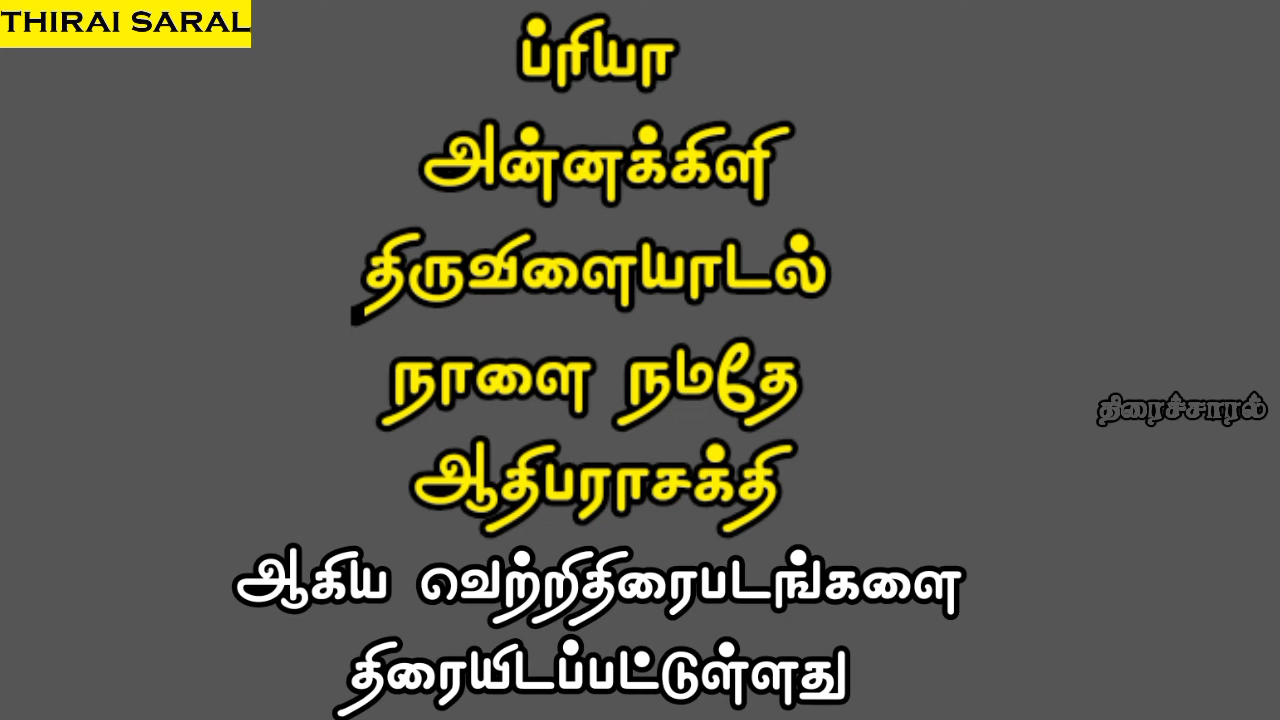 THIRAI SARAL
ப்ரியா
அன்னக்கிளி
திருவிளையாடல்
நாளை நமதே
திரைச்சாரல்
ஆதிபராசக்தி
ஆகிய வெற்றிதிரைபடங்களை
திரையிடப்பட்டுள்ளது